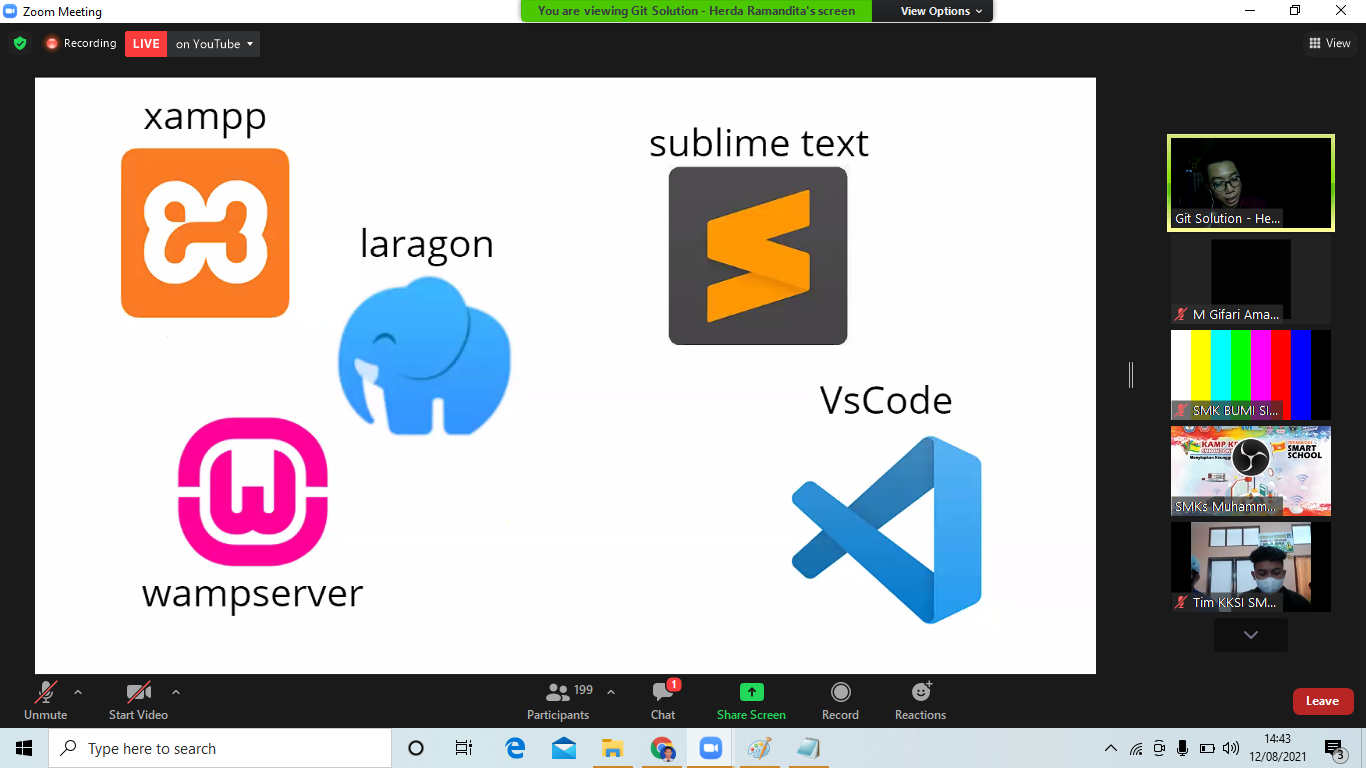 Zoom Meeting
You are viewing Git Solution - Herda Ramandita's screen
View Options
Recording
LIVE
on YouTube
View
xampp
laragon
wampserver
sublime text
VsCode
Git Solution - He...
M Gifari Ama...
SMK BUMI SI...
SMART
SCHOOL
SMKs Muhamm...
Tim KKSI SM...
Unmute
Start Video
199
Participants
1
Chat
Share Screen
Record
Reactions
Leave
Type here to search
14:43
12/08/2021
3